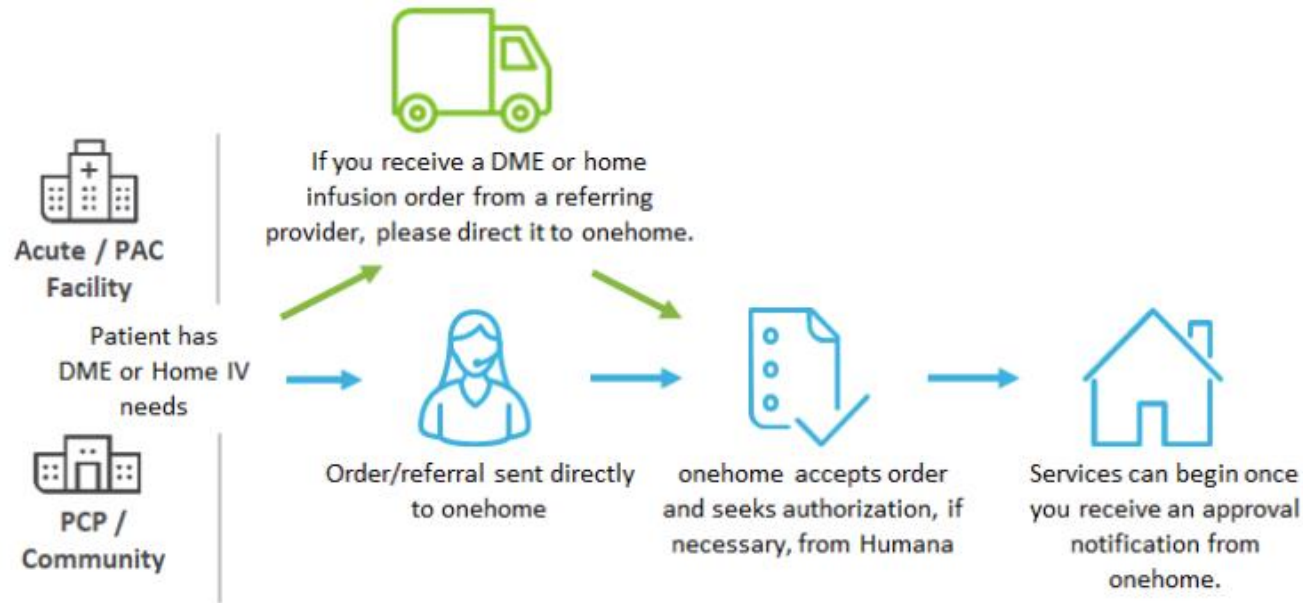 If you receive a DME or home
infusion order from a referring
provider, please direct it to onehome.
Acute / PAC
Facility
Patient has
DME or Home IV
needs
PCP /
Community
Order/referral sent directly
to onehome
onehome accepts order
and seeks authorization, if
necessary, from Humana
Services can begin once
you receive an approval
notification from
onehome.